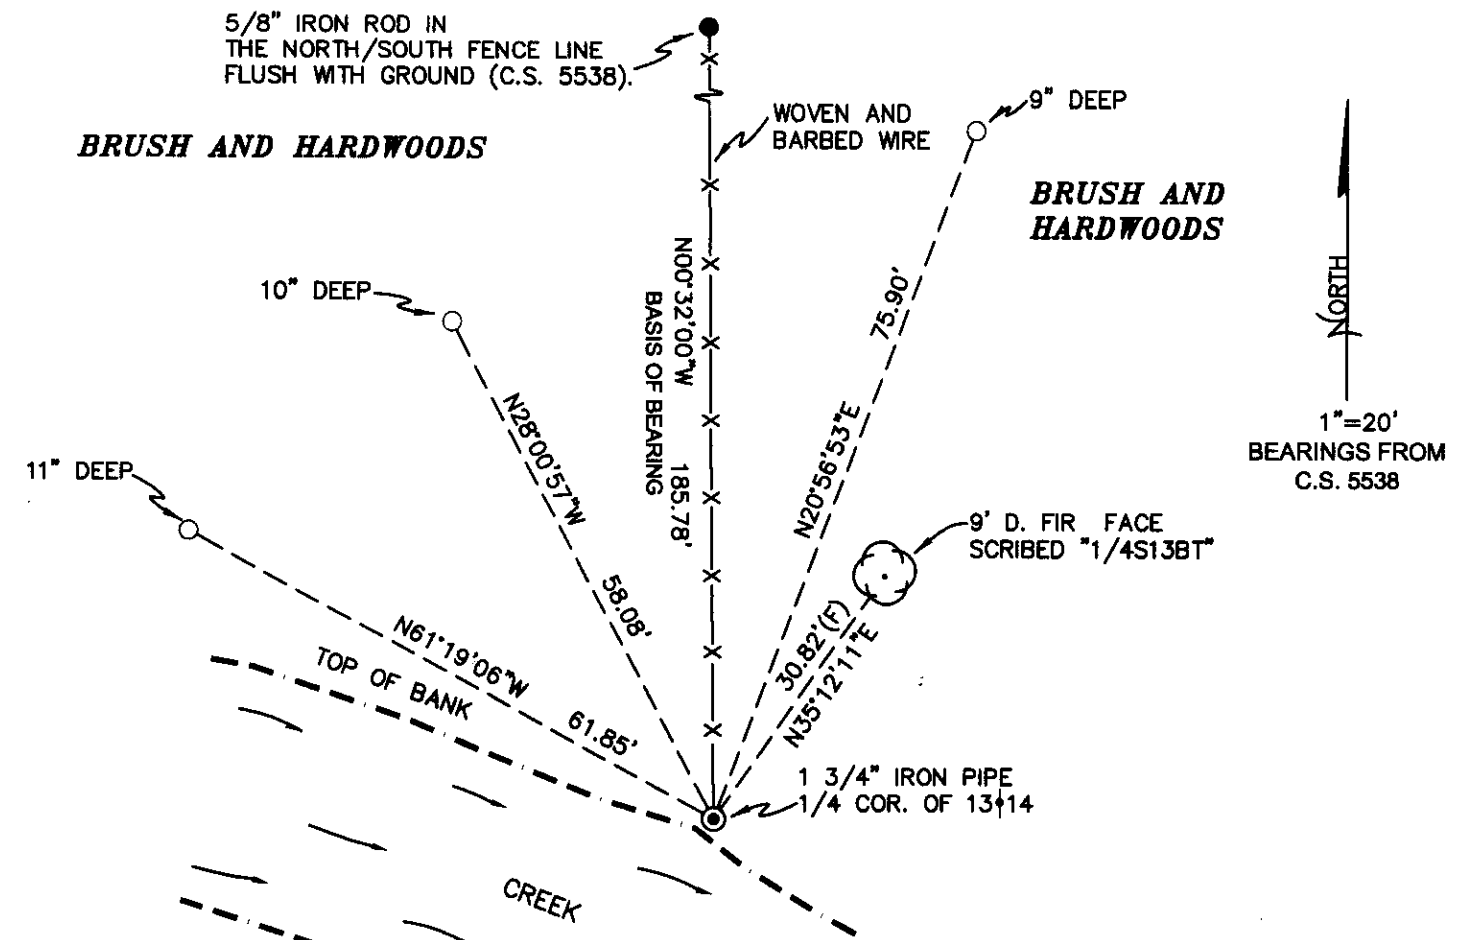 5/8" IRON ROD IN
THE NORTH/SOUTH FENCE LINE
FLUSH WITH GROUND (C.S. 5538).
BRUSH AND HARDWOODS
WOVEN AND
BARBED WIRE
9" DEEP
BRUSH AND
HARDWOODS
10" DEEP
11" DEEP
N00°32'00"W 185.78'
BASIS OF BEARING
75.90'
N20°56'53"E
N28°00'57"W
58.08'
NORTH
1"=20'
BEARINGS FROM
C.S. 5538
9' D. FIR FACE
SCRIBED "1/4S13BT"
30.82'(F)
N35°12'11"E
N61°19'06"W
61.85'
TOP OF BANK
1 3/4" IRON PIPE
1/4 COR. OF 13 14
CREEK